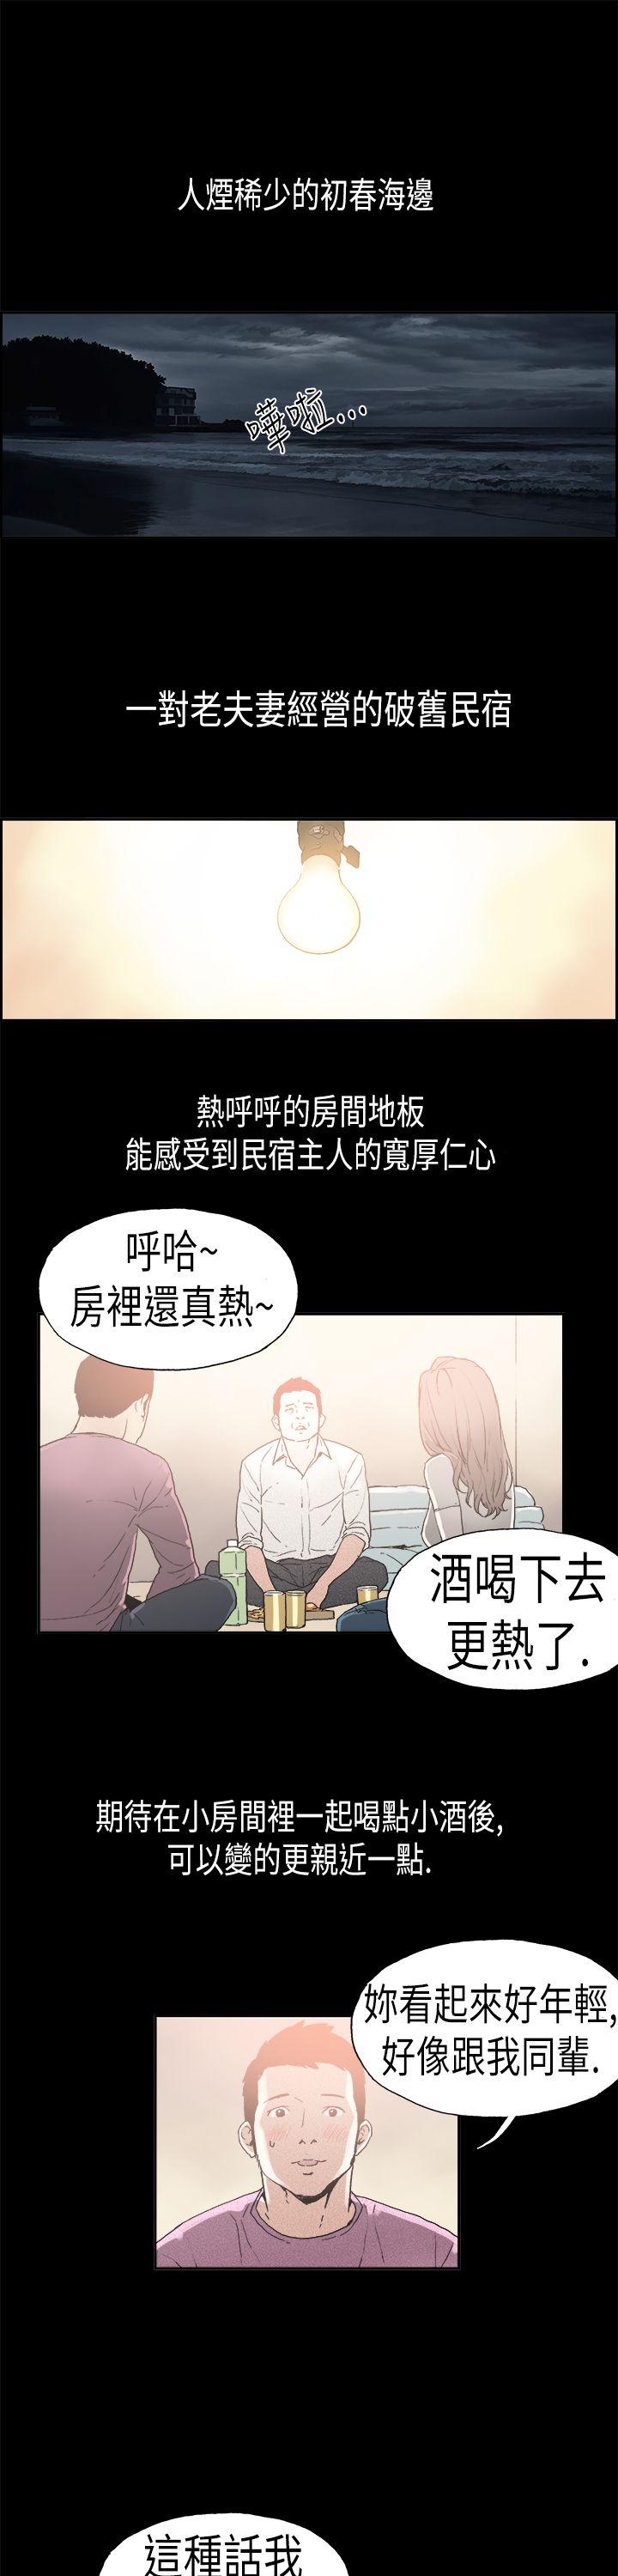 人煙稀少的初春海邊
嘩啦...
一對老夫妻經營的破舊民宿
熱呼呼的房間地板
能感受到民宿主人的寬厚仁心
呼哈~
房裡還真熱~
酒喝下去
更熱了.
期待在小房間裡一起喝點小酒後,
可以變的更親近一點.
妳看起來好年輕,
好像跟我同輩.
這種話我